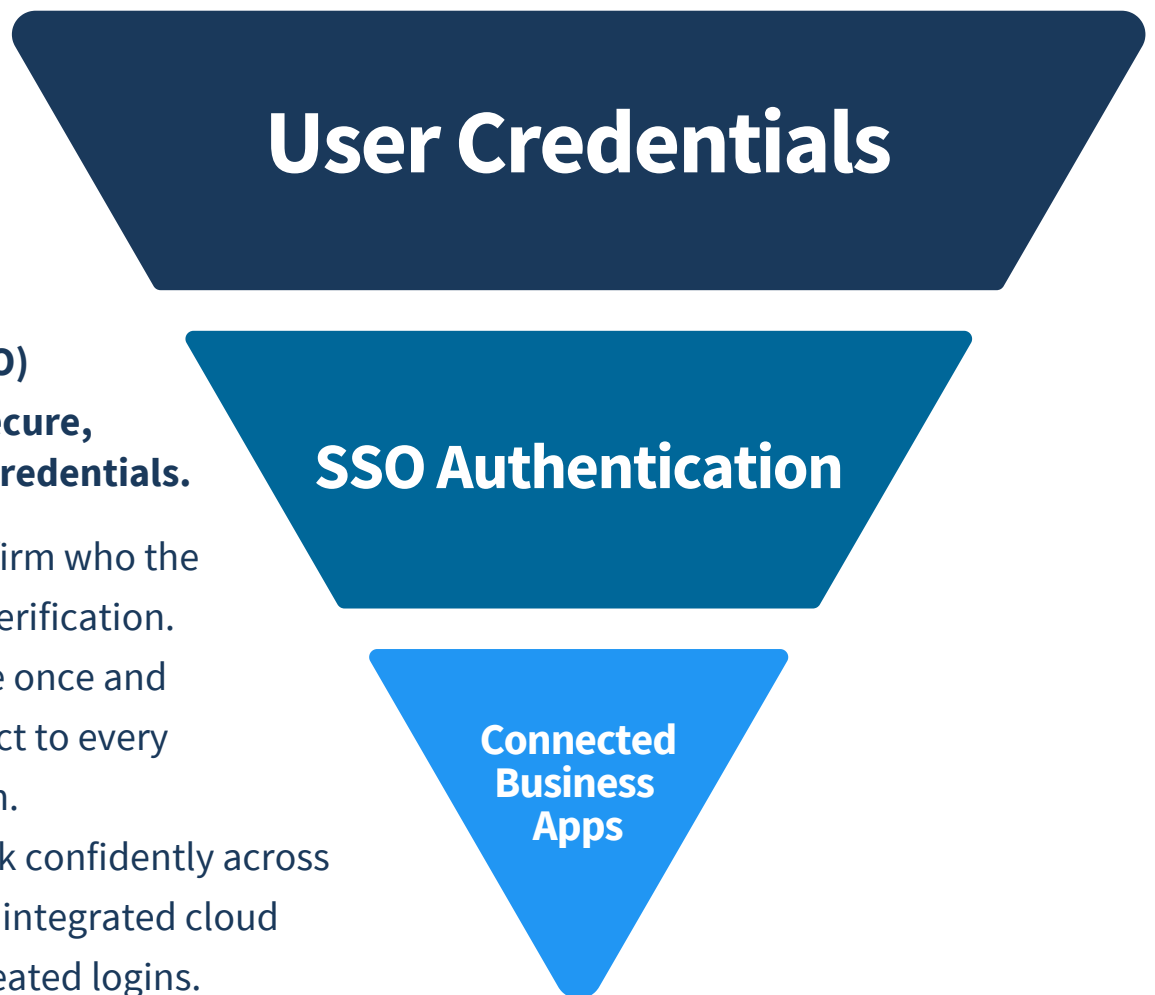 User Credentials
O)
ecure,
redentials.
SSO Authentication
irm who the
erification.
e once and
ct to every
n.
k confidently across
integrated cloud
eated logins.
Connected
Business
Apps